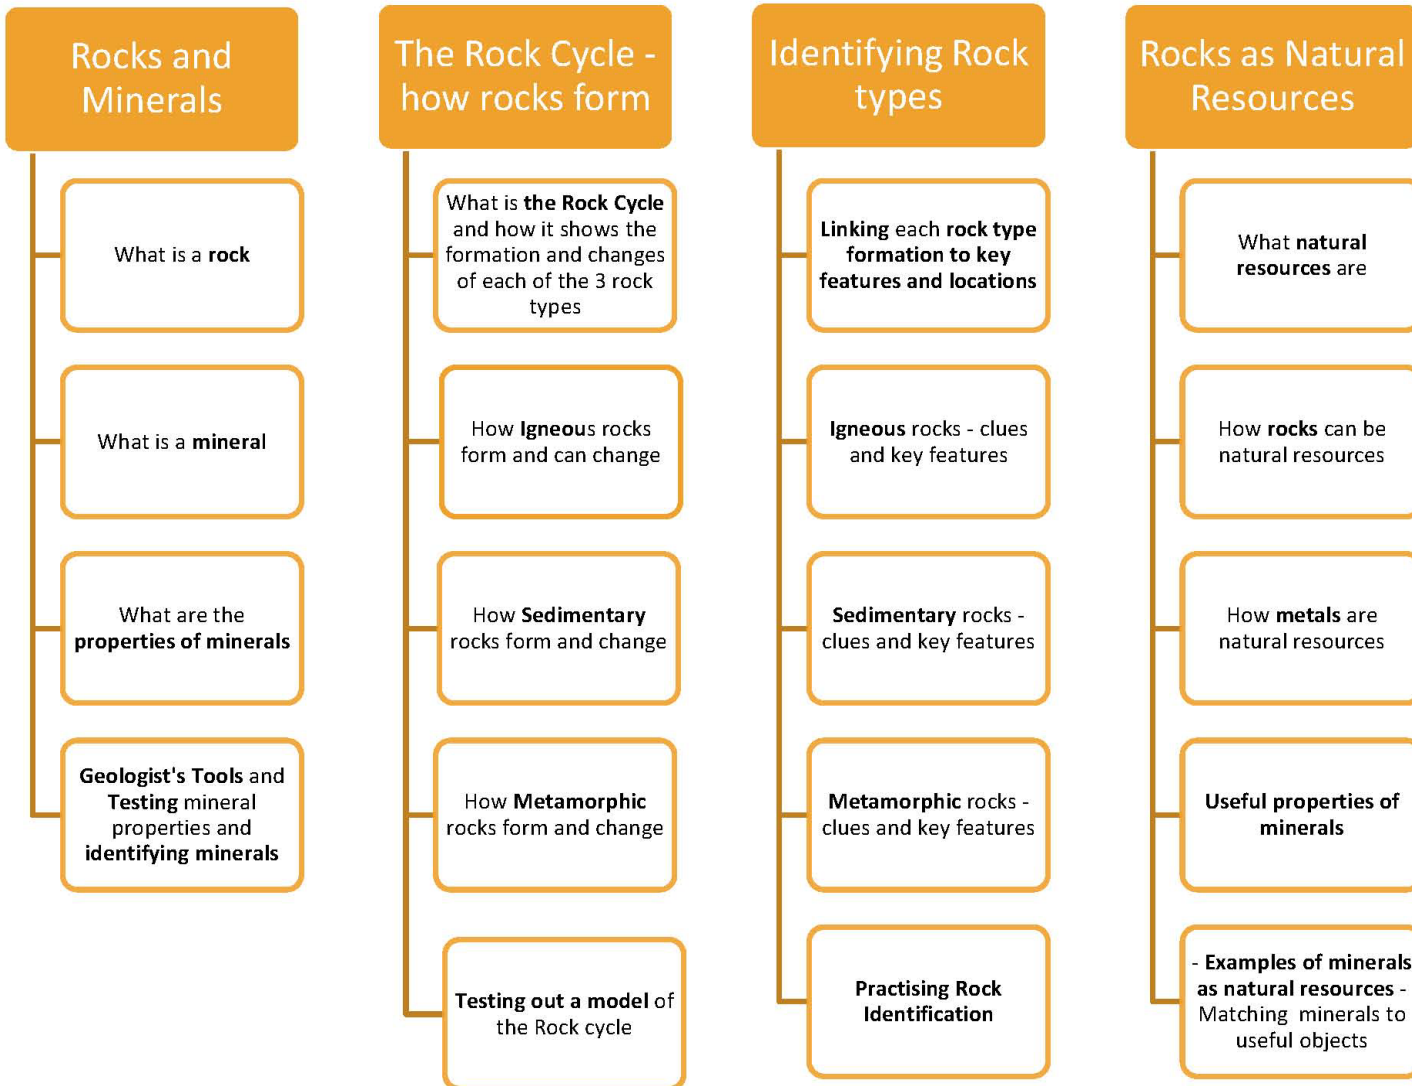 Rocks and
Minerals
What is a rock
What is a mineral
What are the
properties of minerals
Geologist's Tools and
Testing mineral
properties and
identifying minerals
The Rock Cycle -
how rocks form
What is the Rock Cycle
and how it shows the
formation and changes
of each of the 3 rock
types
How Igneous rocks
form and can change
How Sedimentary
rocks form and change
How Metamorphic
rocks form and change
Testing out a model of
the Rock cycle
Identifying Rock
types
Linking each rock type
formation to key
features and locations
Igneous rocks - clues
and key features
Sedimentary rocks -
clues and key features
Metamorphic rocks -
clues and key features
Practising Rock
Identification
Rocks as Natural
Resources
What natural
resources are
How rocks can be
natural resources
How metals are
natural resources
Useful properties of
minerals
- Examples of minerals
as natural resources -
Matching minerals to
useful objects